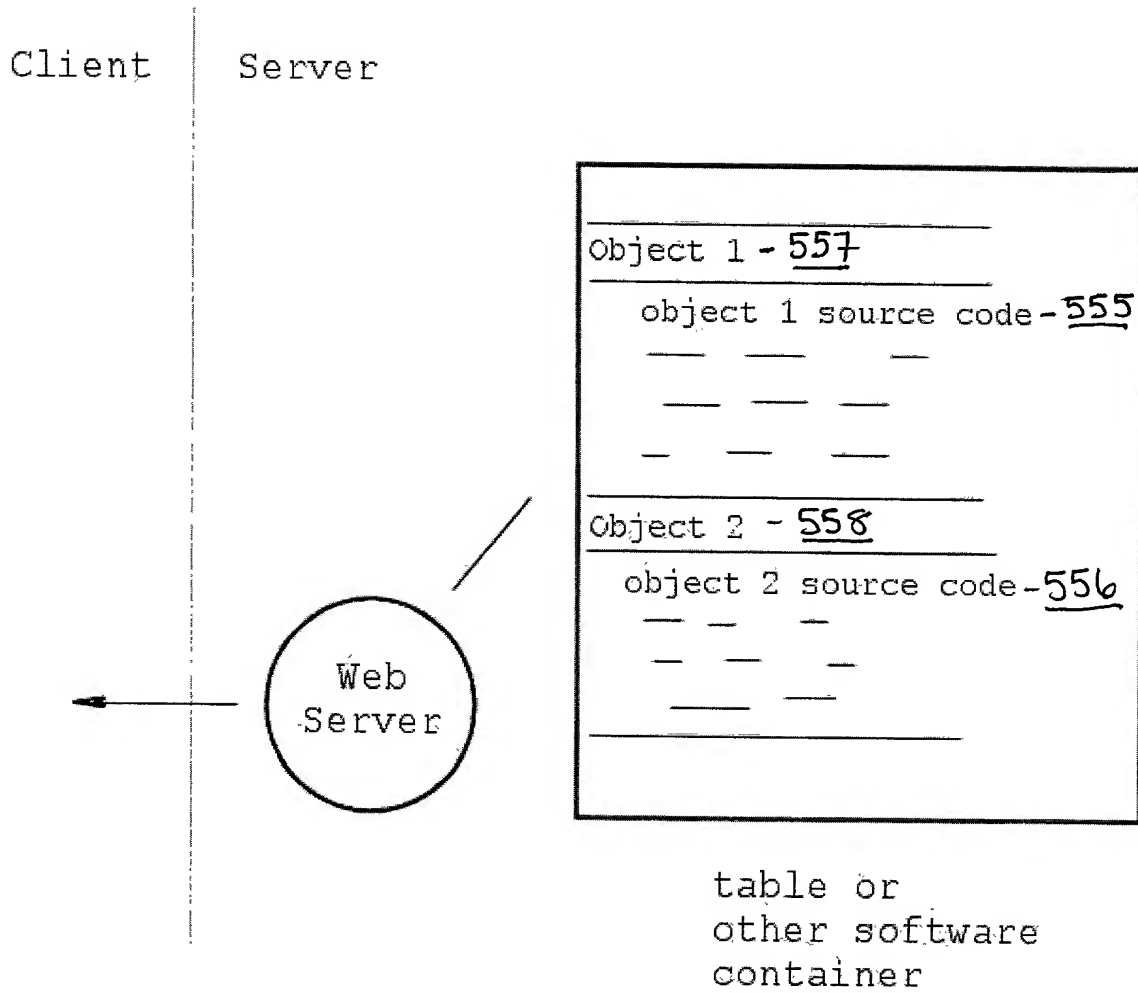 Client Server
Object 1 - 557
object 1 source code - 555
Object 2 - 558
object 2 source code - 556
Web
Server
table or
other software
container